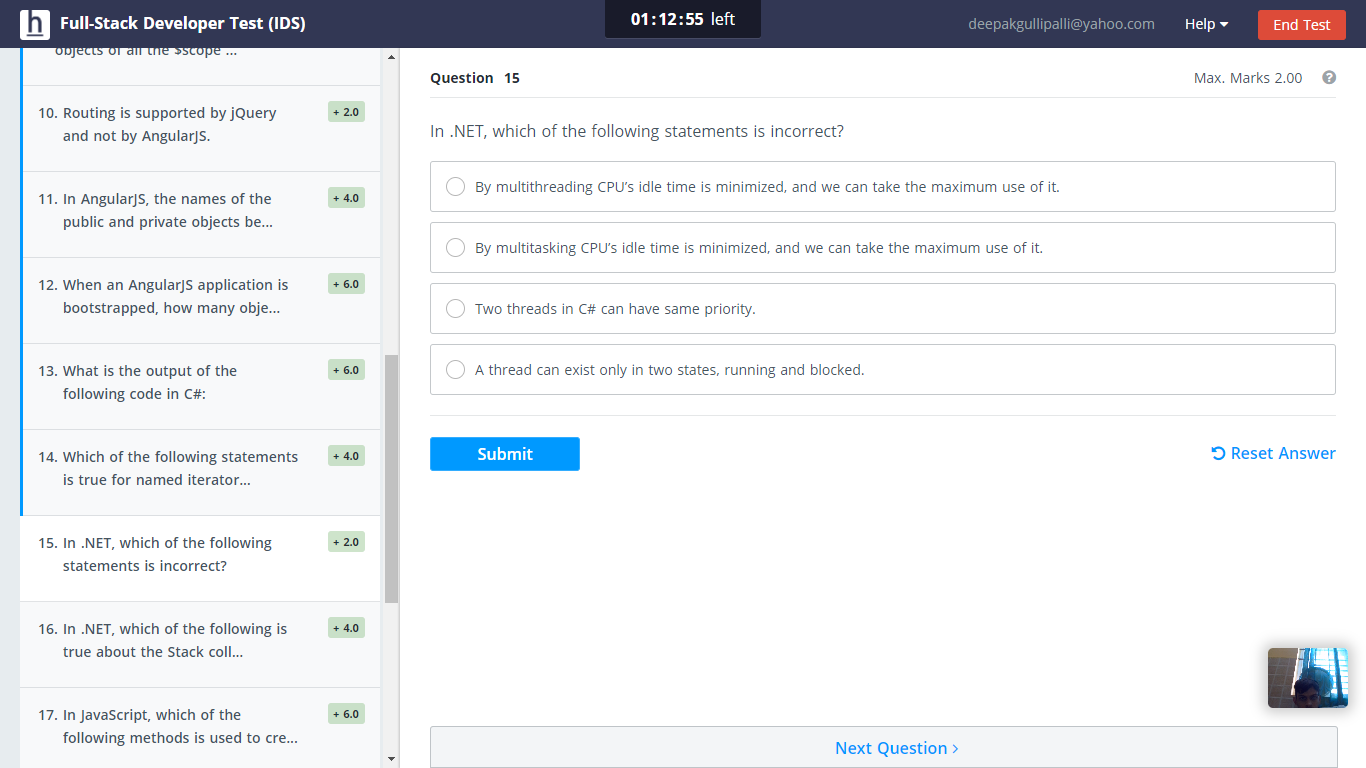 h Full-Stack Developer Test (IDS)
01:12:55 left
deepakgullipalli@yahoo.com
Help
End Test
objects of all the $scope ...
10. Routing is supported by jQuery
and not by AngularJS.
+ 2.0
11. In AngularJS, the names of the
public and private objects be...
+ 4.0
12. When an AngularJS application is
bootstrapped, how many obje...
+ 6.0
13. What is the output of the
following code in C#:
+ 6.0
14. Which of the following statements
is true for named iterator...
+ 4.0
15. In .NET, which of the following
statements is incorrect?
+ 2.0
16. In .NET, which of the following is
true about the Stack coll...
+ 4.0
17. In JavaScript, which of the
following methods is used to cre...
+ 6.0
Question 15
Max. Marks 2.00
?
In .NET, which of the following statements is incorrect?
By multithreading CPU’s idle time is minimized, and we can take the maximum use of it.
By multitasking CPU’s idle time is minimized, and we can take the maximum use of it.
Two threads in C# can have same priority.
A thread can exist only in two states, running and blocked.
Submit
Reset Answer
Next Question ›